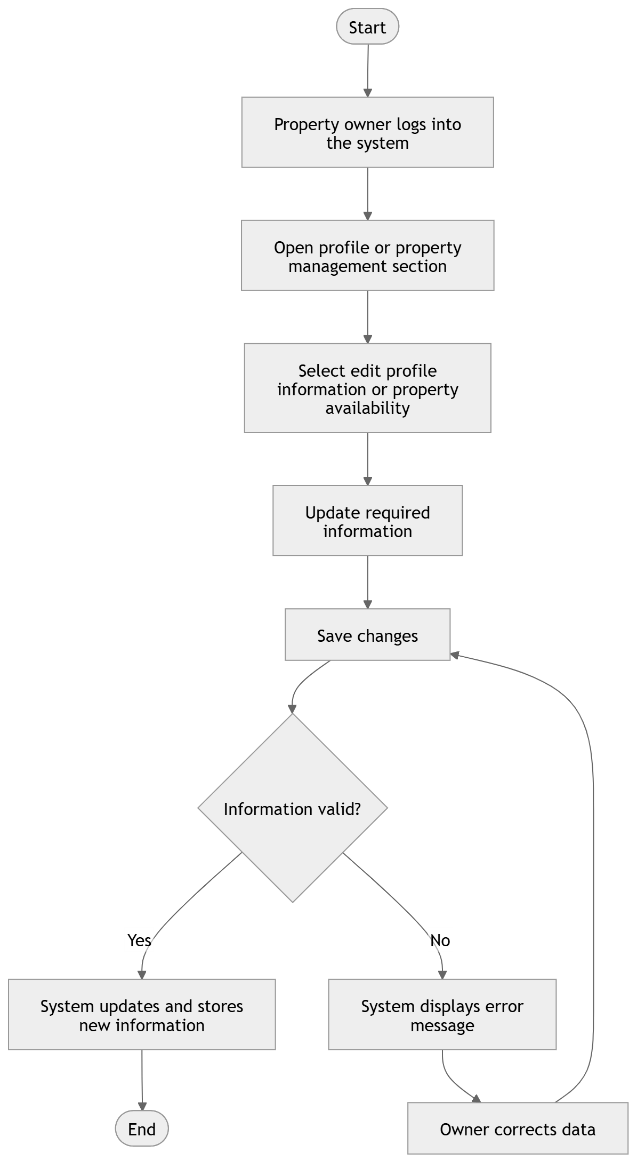 Start
Property owner logs into
the system
Open profile or property
management section
Select edit profile
information or property
availability
Update required
information
Save changes
Information valid?
Yes
No
System updates and stores
new information
System displays error
message
End
Owner corrects data